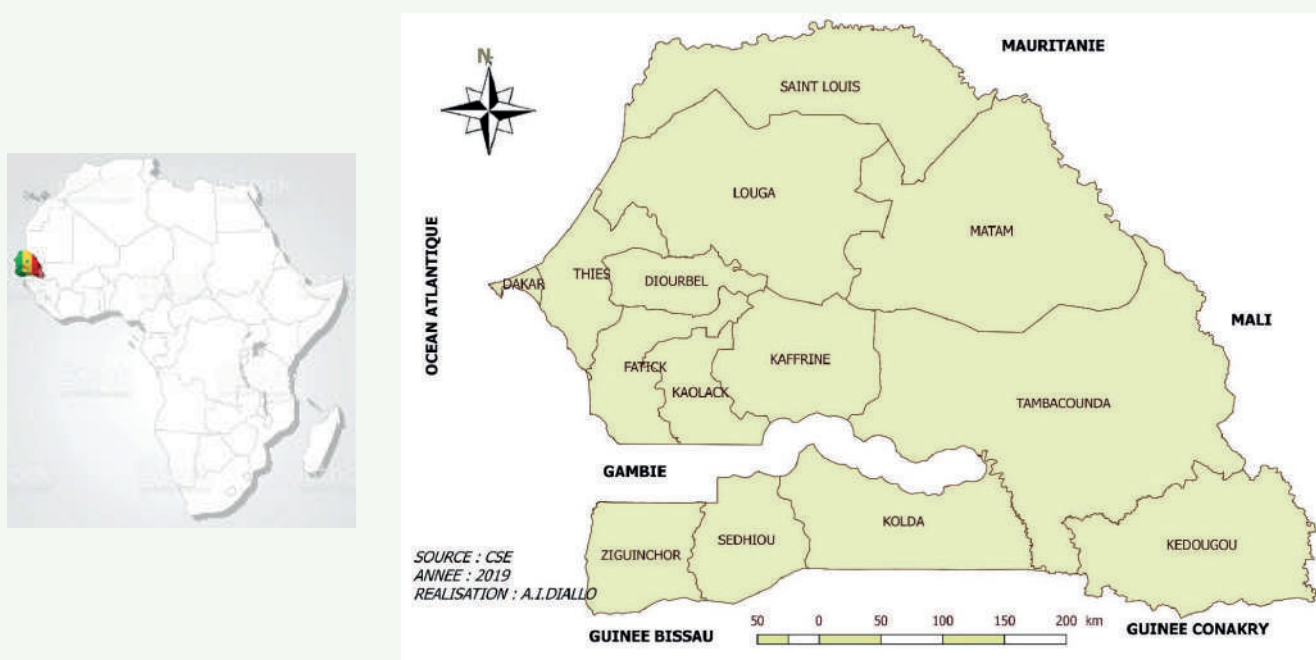 N
MAURITANIE
SAINT LOUIS
LOUGA
MATAM
OCEAN ATLANTIQUE
THIES
DAKAR
DIOURBEL
MALI
KAFFRINE
FATICK
KAOLACK
TAMBACOUNDA
GAMBIE
KOLDA
SEDHIOU
KEDOUGOU
ZIGUINCHOR
SOURCE : CSE
ANNEE : 2019
REALISATION : A.I.DIALLO
GUINEE BISSAU
50 0 50 100 150 200 km
GUINEE CONAKRY